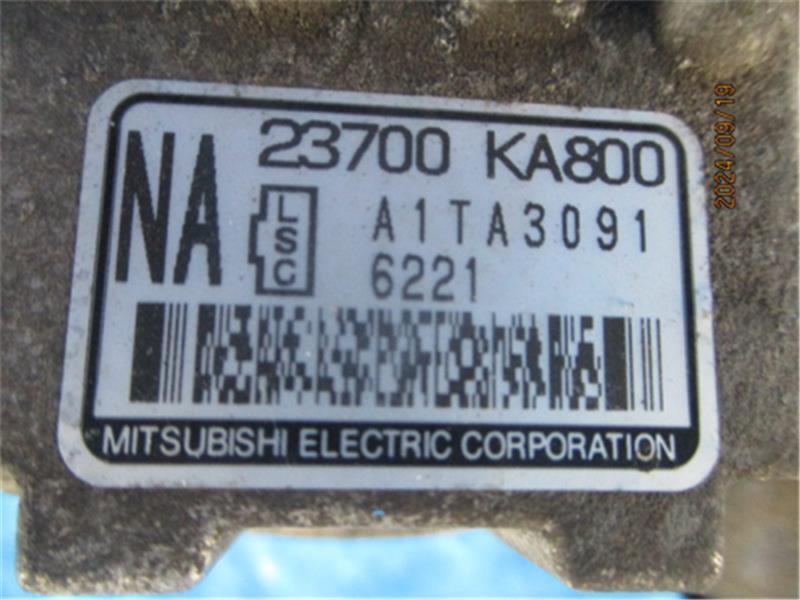 NA
23700 KA800
LSC
A1TA3091
6221
MITSUBISHI ELECTRIC CORPORATION
2024/09/19